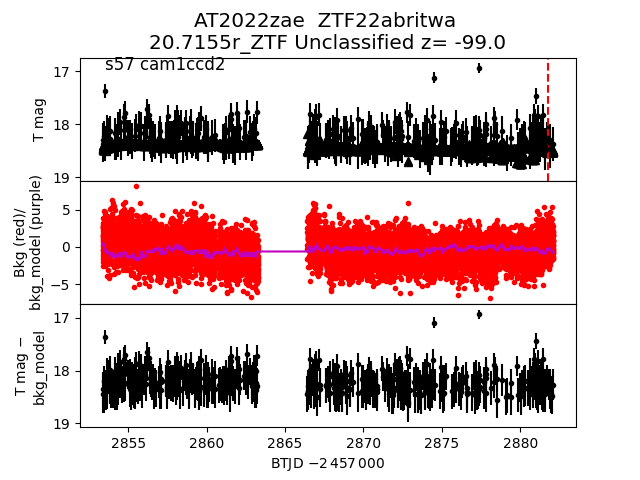 AT2022zae  ZTF22abritwa
20.7155r_ZTF Unclassified z= -99.0
s57 cam1ccd2
17
18
19
T mag
5
0
−5
Bkg (red)/
bkg_model (purple)
17
18
19
T mag −
bkg_model
2855 2860 2865 2870 2875 2880
BTJD −2 457 000